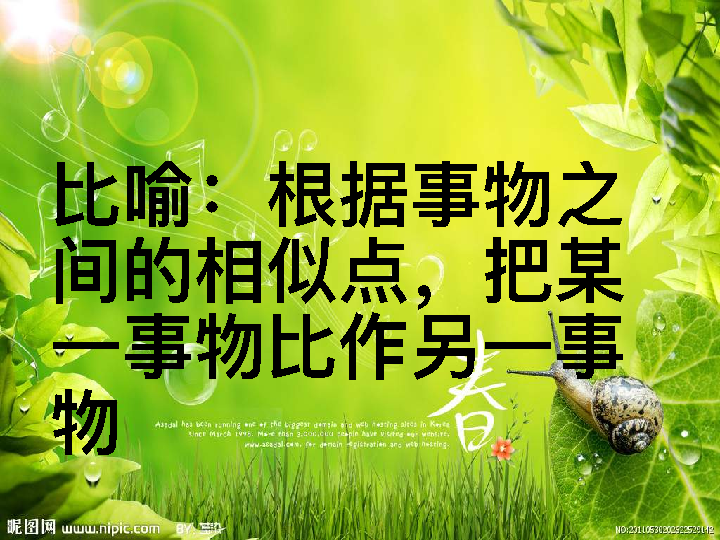 比喻：根据事物之
间的相似点，把某
一事物比作另一事
物
春
Asadal has been running one of the biggest domain and web hosting sites in Korea
since March 1998. More than 3,000,000 people have visited our website.
www.asadal.com, for domain registration and web hosting.
昵图网 www.nipic.com BY: